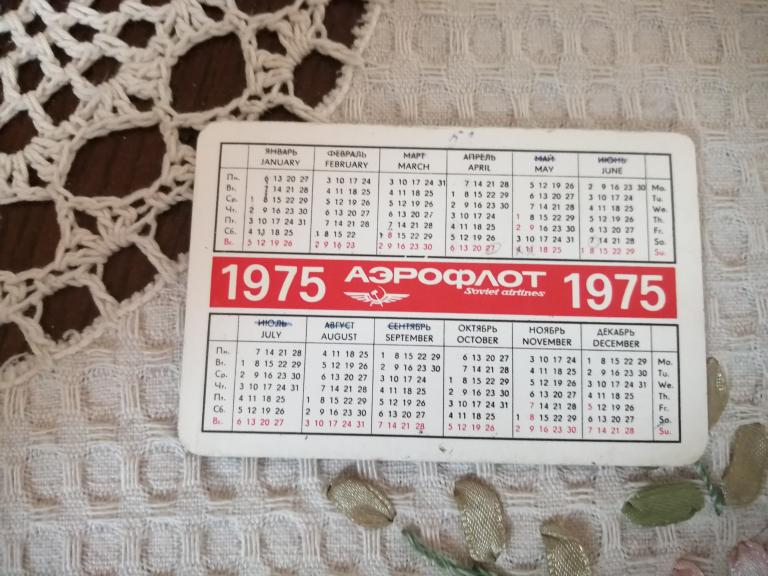 ЯНВАРЬ ФЕВРАЛЬ МАРТ АПРЕЛЬ МАЙ ИЮНЬ
JANUARY FEBRUARY MARCH APRIL MAY JUNE
Пн. 6 13 20 27 3 10 17 24 3 10 17 24 31 7 14 21 28 5 12 19 26 2 9 16 23 30 Mo.
Вт. 7 14 21 28 4 11 18 25 4 11 18 25 1 8 15 22 29 6 13 20 27 3 10 17 24 Tu.
Ср. 1 8 15 22 29 5 12 19 26 5 12 19 26 2 9 16 23 30 7 14 21 28 4 11 18 25 We.
Чт. 2 9 16 23 30 6 13 20 27 6 13 20 27 3 10 17 24 1 8 15 22 29 5 12 19 26 Th.
Пт. 3 10 17 24 31 7 14 21 28 7 14 21 28 4 11 18 25 2 9 16 23 30 6 13 20 27 Fr.
Сб. 4 11 18 25 1 8 15 22 1 8 15 22 29 5 12 19 26 3 10 17 24 31 7 14 21 28 Sa.
Вс. 5 12 19 26 2 9 16 23 2 9 16 23 30 6 13 20 27 4 11 18 25 1 8 15 22 29 Su.
1975 АЭРОФЛОТ 1975
Soviet airlines
ИЮЛЬ АВГУСТ СЕНТЯБРЬ ОКТЯБРЬ НОЯБРЬ ДЕКАБРЬ
JULY AUGUST SEPTEMBER OCTOBER NOVEMBER DECEMBER
Пн. 7 14 21 28 4 11 18 25 1 8 15 22 29 6 13 20 27 3 10 17 24 1 8 15 22 29 Mo.
Вт. 1 8 15 22 29 5 12 19 26 2 9 16 23 30 7 14 21 28 4 11 18 25 2 9 16 23 30 Tu.
Ср. 2 9 16 23 30 6 13 20 27 3 10 17 24 1 8 15 22 29 5 12 19 26 3 10 17 24 31 We.
Чт. 3 10 17 24 31 7 14 21 28 4 11 18 25 2 9 16 23 30 6 13 20 27 4 11 18 25 Th.
Пт. 4 11 18 25 1 8 15 22 29 5 12 19 26 3 10 17 24 31 7 14 21 28 5 12 19 26 Fr.
Сб. 5 12 19 26 2 9 16 23 30 6 13 20 27 4 11 18 25 1 8 15 22 29 6 13 20 27 Sa.
Вс. 6 13 20 27 3 10 17 24 31 7 14 21 28 5 12 19 26 2 9 16 23 30 7 14 21 28 Su.